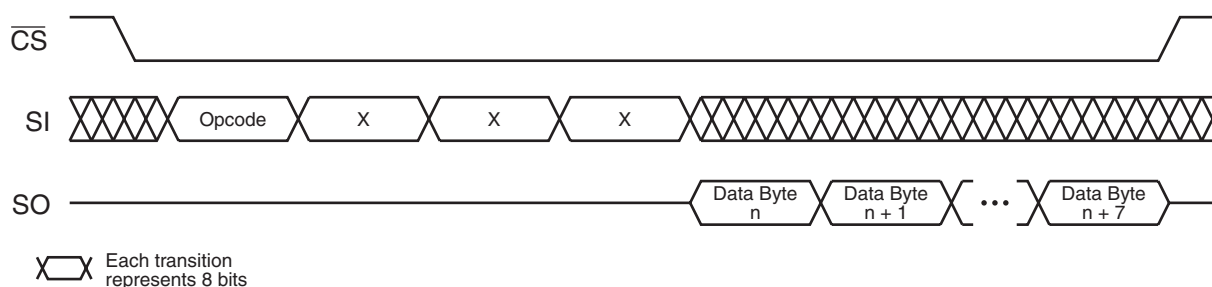 CS
SI Opcode X X X
SO Data Byte n Data Byte n + 1 ••• Data Byte n + 7
Each transition
represents 8 bits